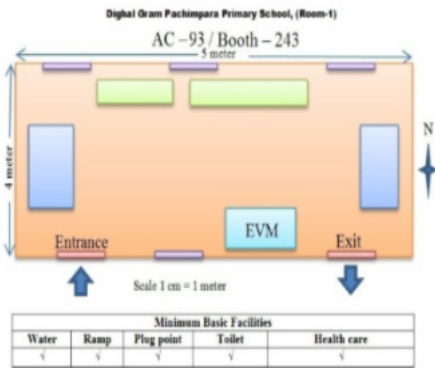 Dighal Gram Pachimpara Primary School, (Room-1)
AC – 93 / Booth – 243
5 meter
4 meter
N
EVM
Entrance
Exit
Scale 1 cm = 1 meter
Minimum Basic Facilities
Water Ramp Plug point Toilet Health care
√ √ √ √ √